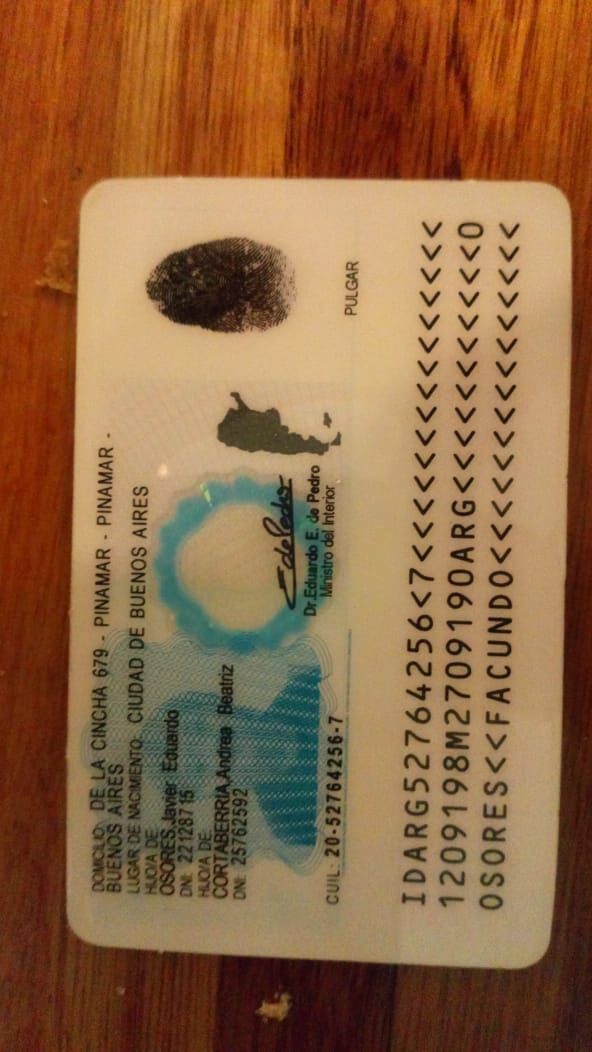 DOMICILIO: DE LA CINCHA 679 - PINAMAR - PINAMAR -
BUENOS AIRES
LUGAR DE NACIMIENTO: CIUDAD DE BUENOS AIRES
HIJO/A DE:
OSORES,Javier Eduardo
DNI: 22128715
HIJO/A DE:
CORTABERRIA,Andrea Beatriz
DNI: 25762592
CUIL: 20-52764256-7
Dr.Eduardo E. de Pedro
Ministro del Interior
PULGAR
IDARG52764256<7<<<<<<<<<<<<<<<
1209198M2709190ARG<<<<<<<<<<<0
OSORES<<FACUNDO<<<<<<<<<<<<<<<